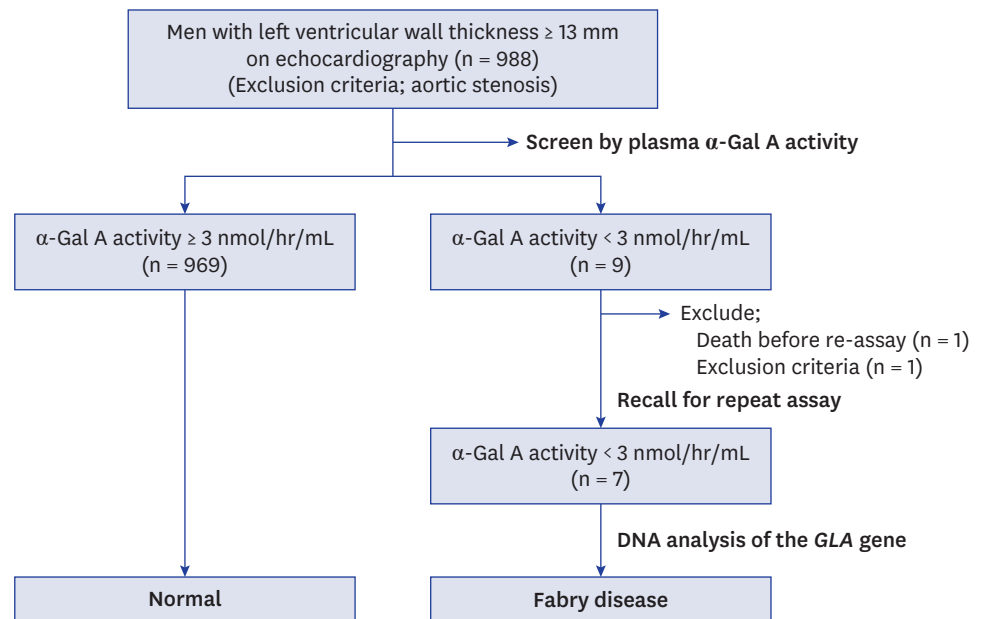 Men with left ventricular wall thickness ≥ 13 mm
on echocardiography (n = 988)
(Exclusion criteria; aortic stenosis)
Screen by plasma α-Gal A activity
α-Gal A activity ≥ 3 nmol/hr/mL
(n = 969)
α-Gal A activity < 3 nmol/hr/mL
(n = 9)
Exclude;
Death before re-assay (n = 1)
Exclusion criteria (n = 1)
Recall for repeat assay
α-Gal A activity < 3 nmol/hr/mL
(n = 7)
DNA analysis of the GLA gene
Normal
Fabry disease